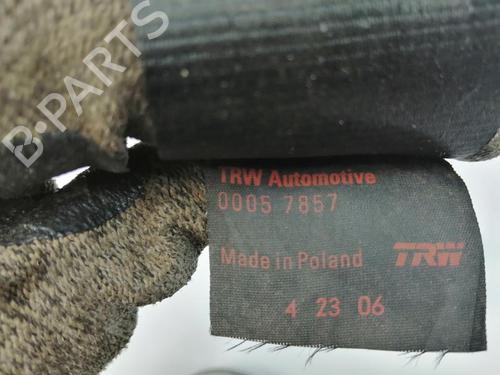 B-PARTS
TRW Automotive
0005 7857
Made in Poland TRW
4 23 06